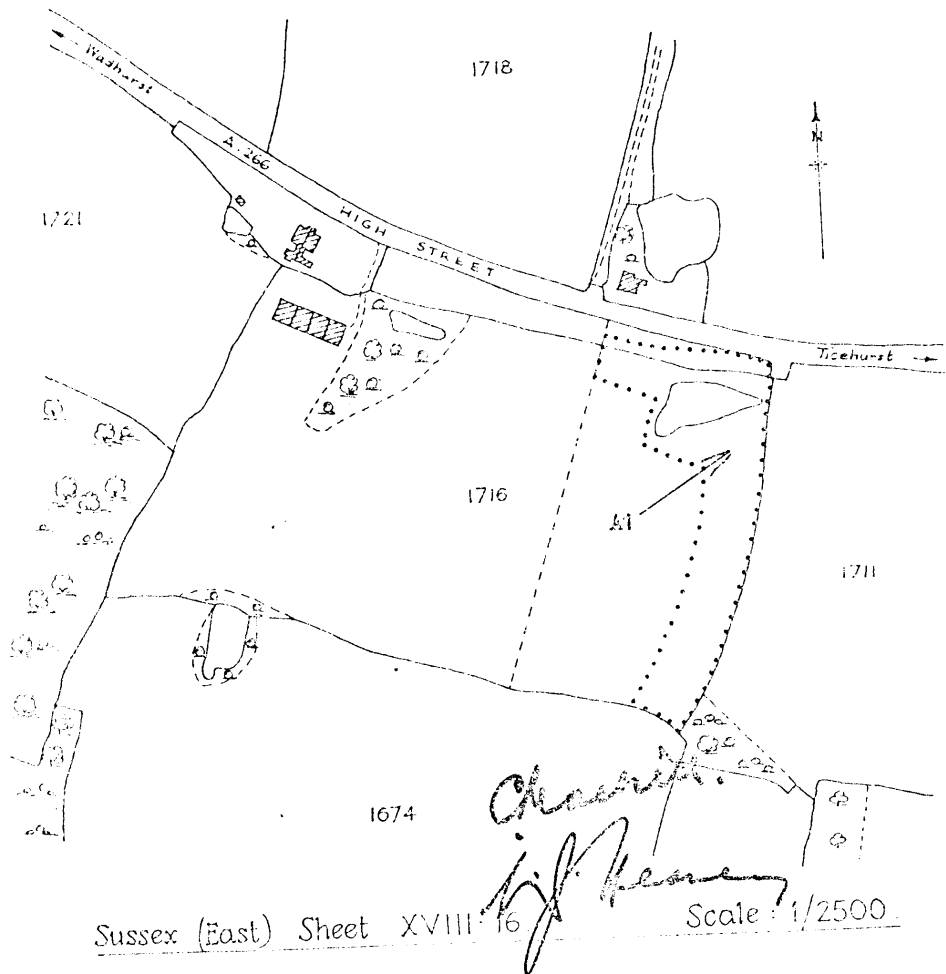 1718
Wadhurst
A.266
HIGH STREET
N
1721
Ticehurst
1716
A1
1711
1674
Sussex (East) Sheet XVIII 16
Scale : 1/2500